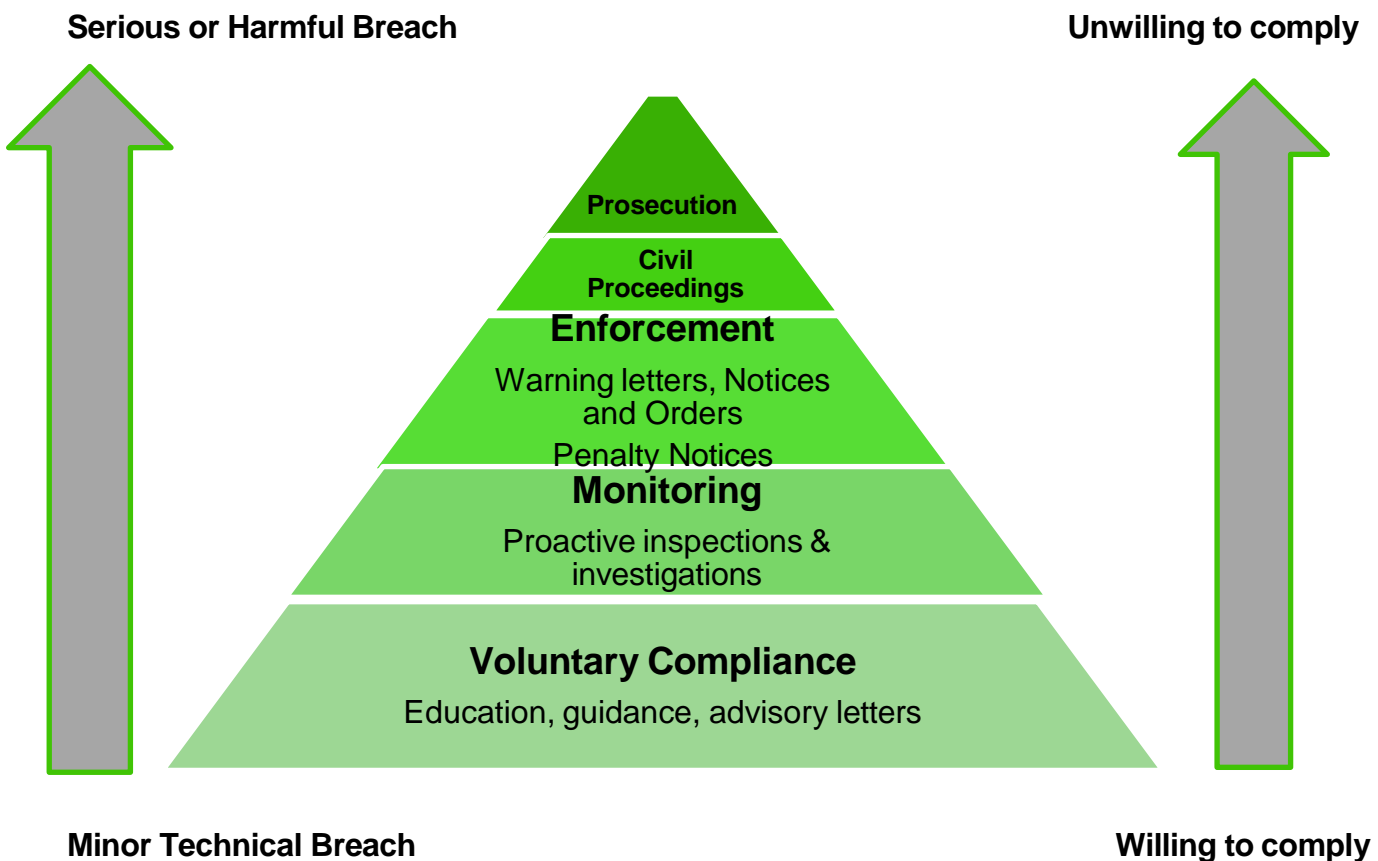 Serious or Harmful Breach
Unwilling to comply
Prosecution
Civil
Proceedings
Enforcement
Warning letters, Notices
and Orders
Penalty Notices
Monitoring
Proactive inspections &
investigations
Voluntary Compliance
Education, guidance, advisory letters
Minor Technical Breach
Willing to comply